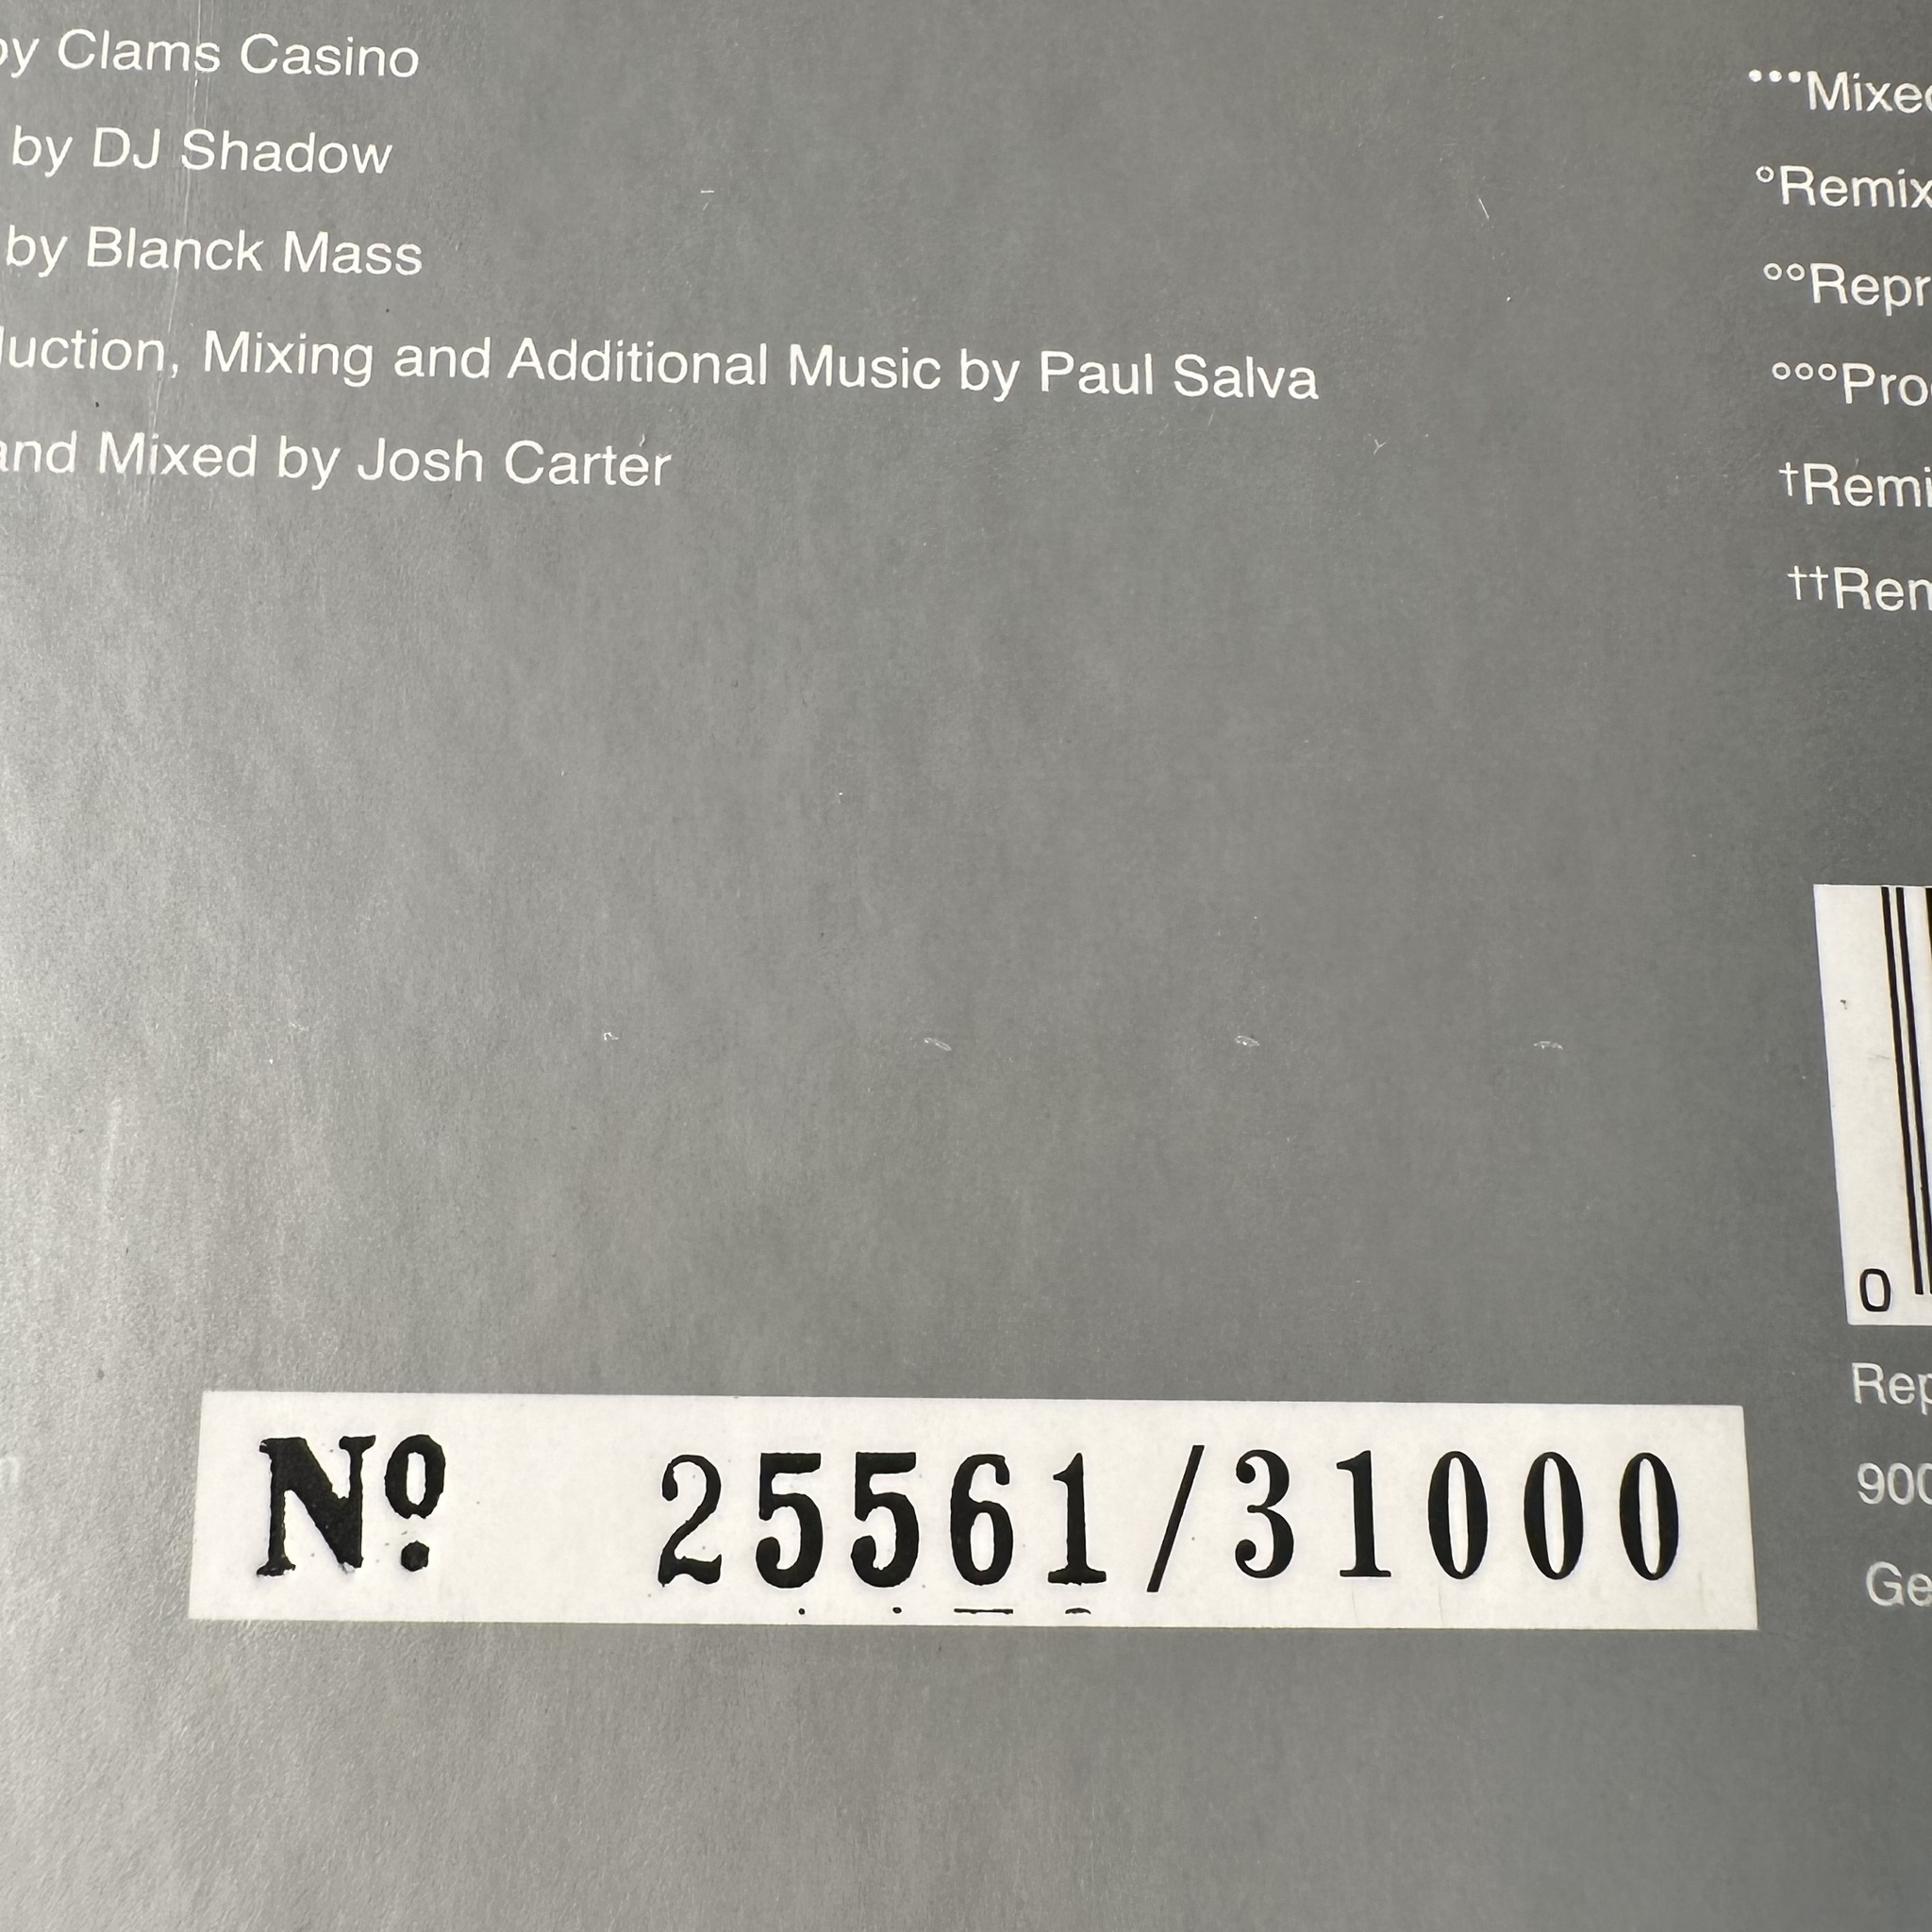 by Clams Casino
by DJ Shadow
by Blanck Mass
duction, Mixing and Additional Music by Paul Salva
and Mixed by Josh Carter
•••Mixed
°Remix
°°Repr
°°°Pro
†Remi
††Rem
0
Rep
900
Ge
Nº 25561/31000